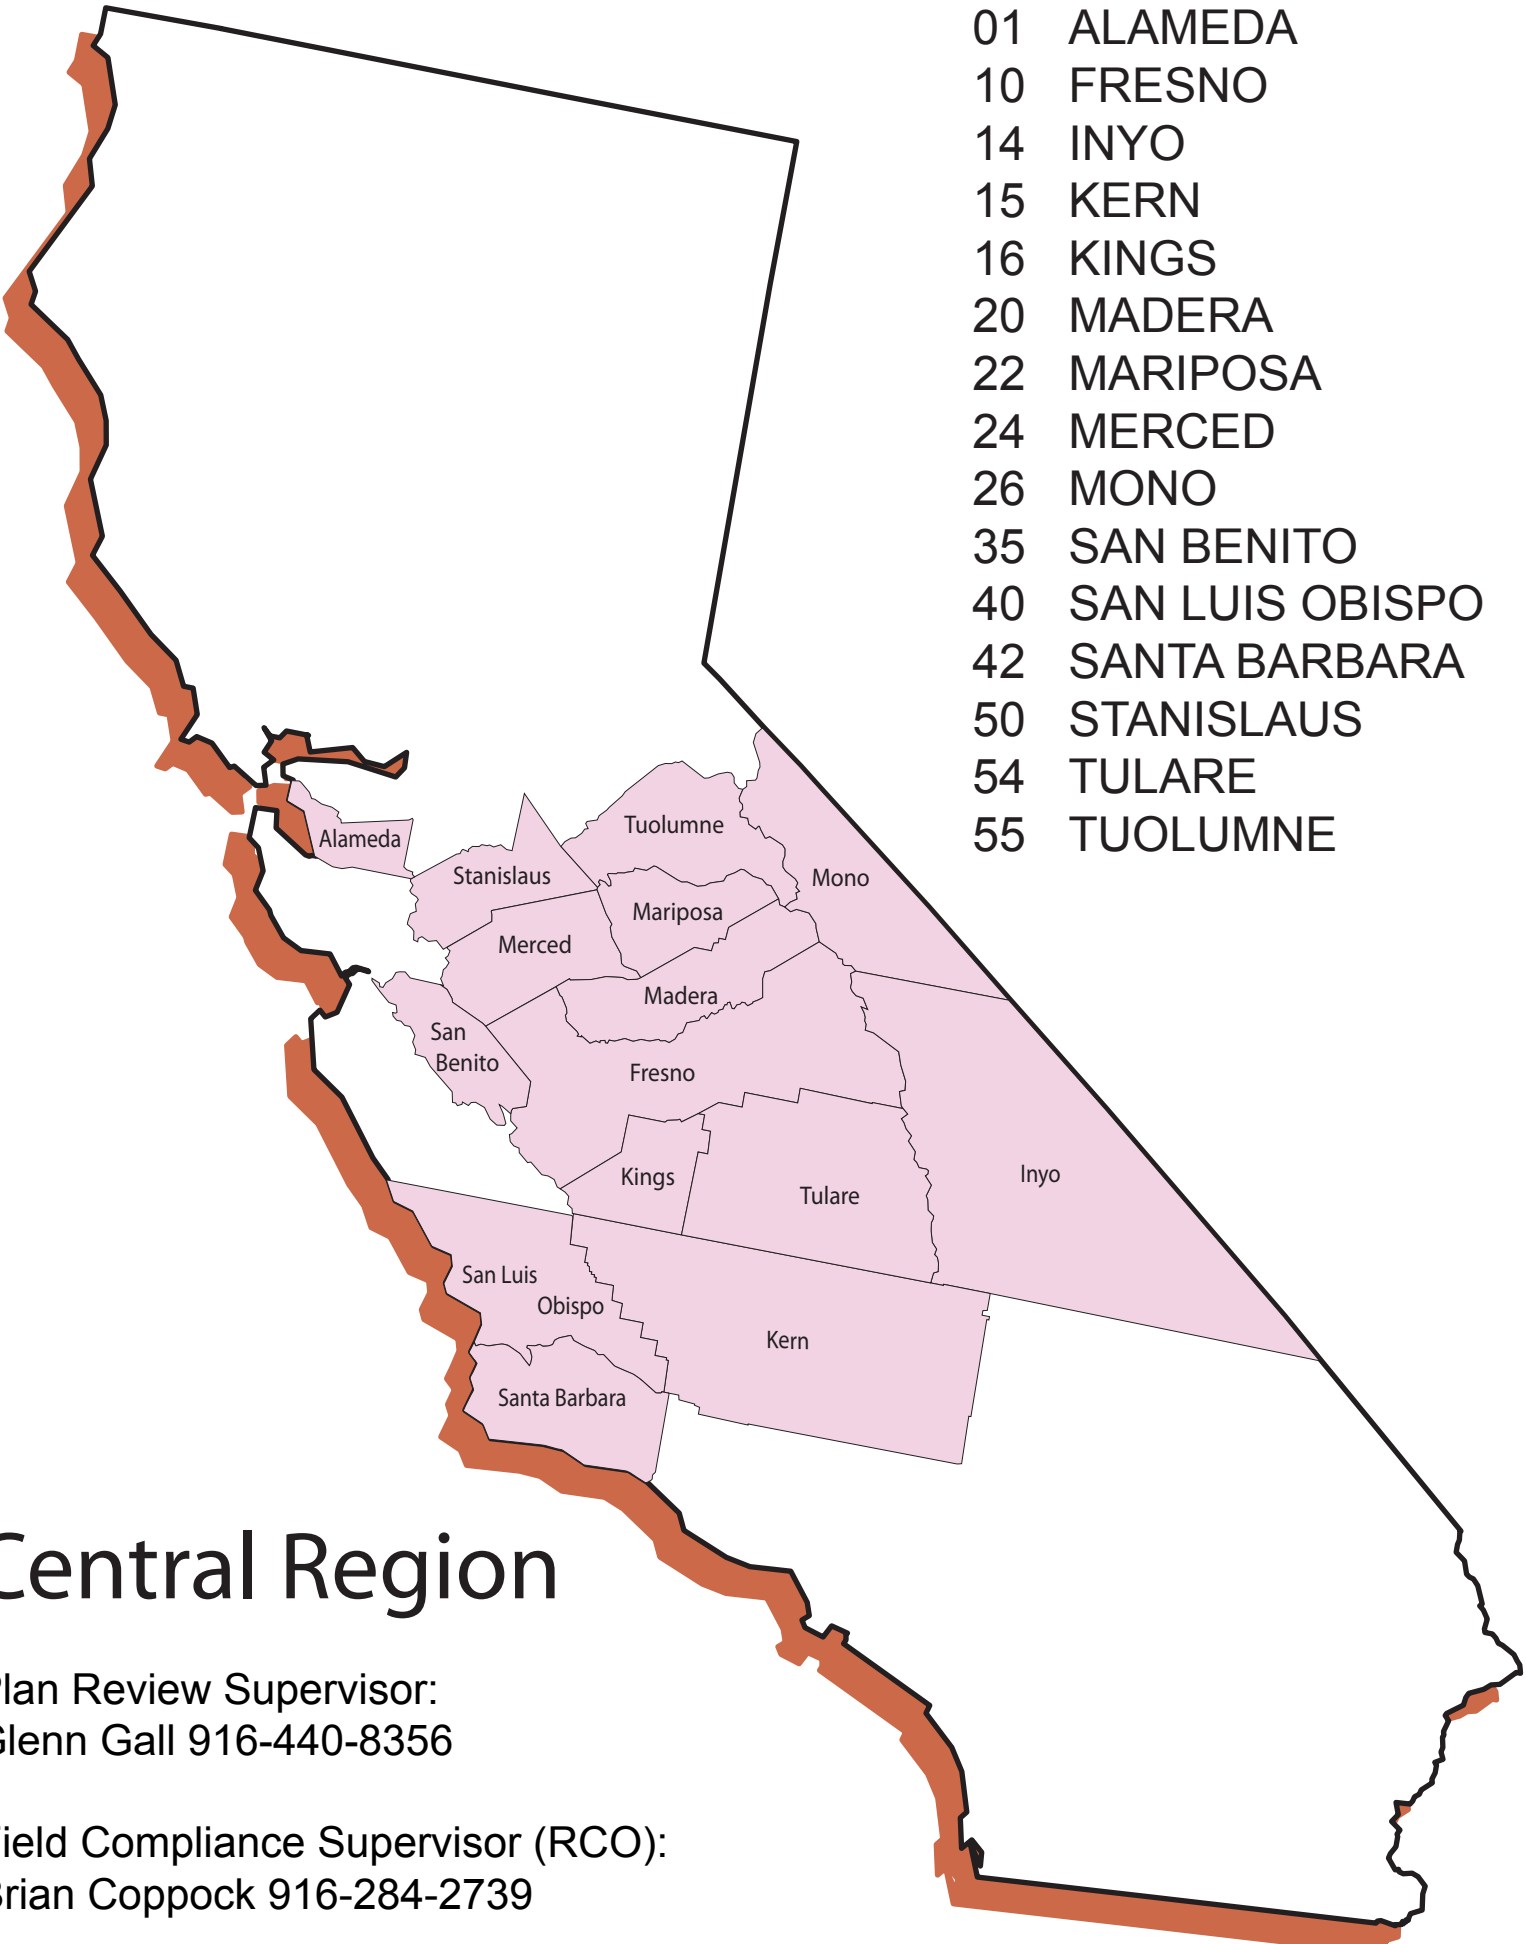 01 ALAMEDA
10 FRESNO
14 INYO
15 KERN
16 KINGS
20 MADERA
22 MARIPOSA
24 MERCED
26 MONO
35 SAN BENITO
40 SAN LUIS OBISPO
42 SANTA BARBARA
50 STANISLAUS
54 TULARE
55 TUOLUMNE
Alameda
Tuolumne
Stanislaus
Mono
Mariposa
Merced
Madera
San
Benito
Fresno
Kings
Tulare
Inyo
San Luis
Obispo
Kern
Santa Barbara
Central Region
Plan Review Supervisor:
Glenn Gall 916-440-8356
Field Compliance Supervisor (RCO):
Brian Coppock 916-284-2739